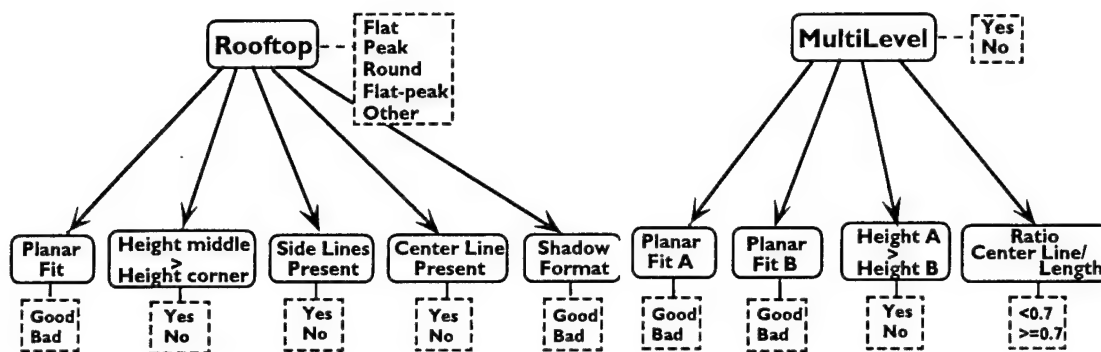 Rooftop
Flat
Peak
Round
Flat-peak
Other
Planar
Fit
Good
Bad
Height middle
>
Height corner
Yes
No
Side Lines
Present
Yes
No
Center Line
Present
Yes
No
Shadow
Format
Good
Bad
MultiLevel
Yes
No
Planar
Fit A
Good
Bad
Planar
Fit B
Good
Bad
Height A
>
Height B
Yes
No
Ratio
Center Line/
Length
<0.7
>=0.7